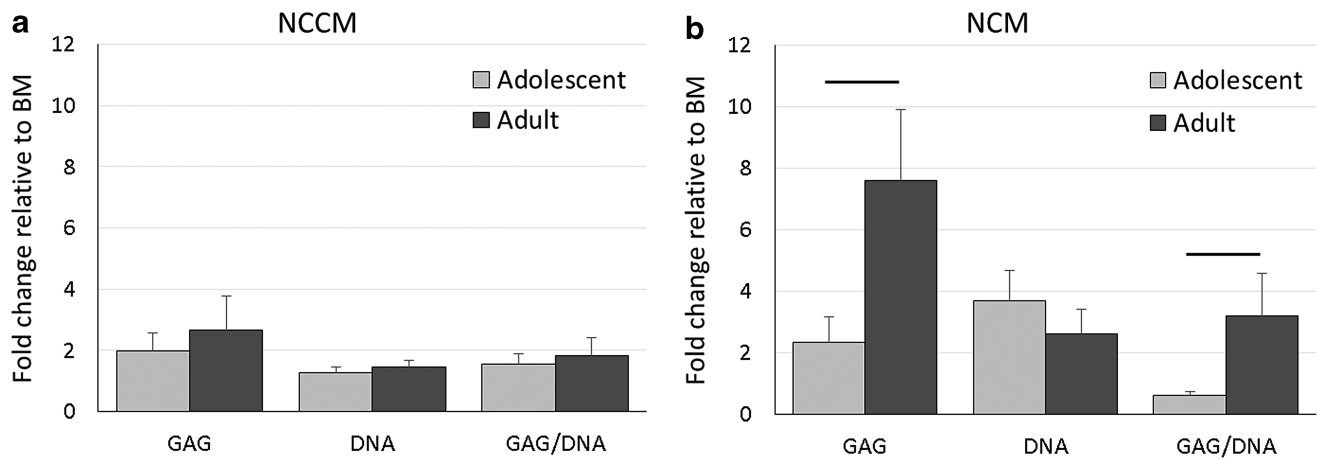 a
NCCM
12
10
8
6
4
2
0
Fold change relative to BM
Adolescent
Adult
GAG
DNA
GAG/DNA
b
NCM
12
10
8
6
4
2
0
Fold change relative to BM
Adolescent
Adult
GAG
DNA
GAG/DNA